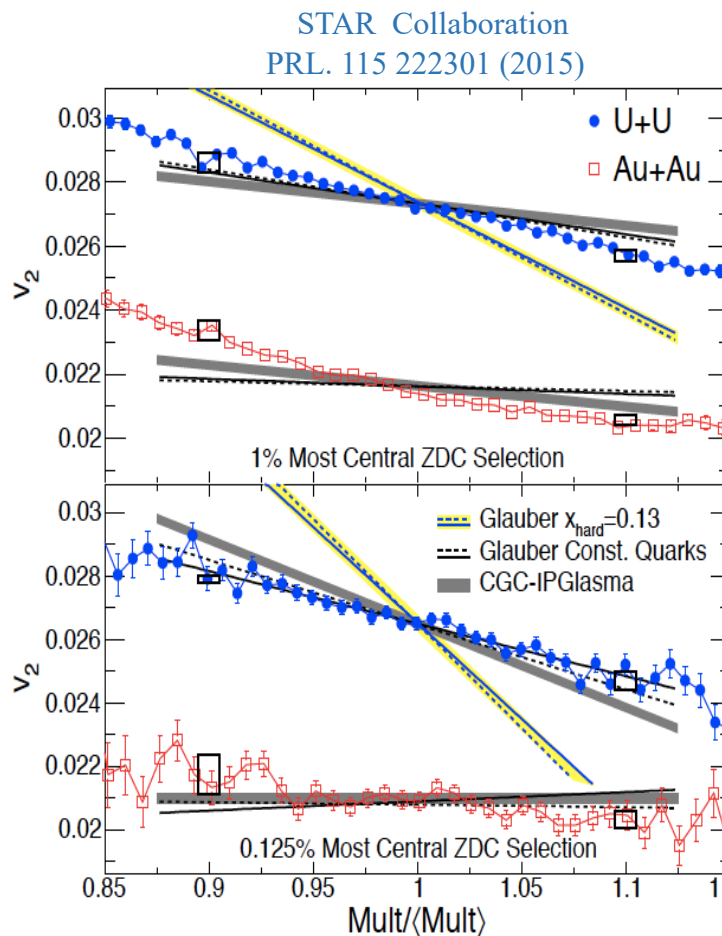 STAR Collaboration
PRL. 115 222301 (2015)
0.03
0.028
0.026
0.024
0.022
0.02
v2
U+U
Au+Au
1% Most Central ZDC Selection
0.03
0.028
0.026
0.024
0.022
0.02
v2
Glauber xhard=0.13
Glauber Const. Quarks
CGC-IPGlasma
0.125% Most Central ZDC Selection
0.85 0.9 0.95 1 1.05 1.1 1
Mult/⟨Mult⟩